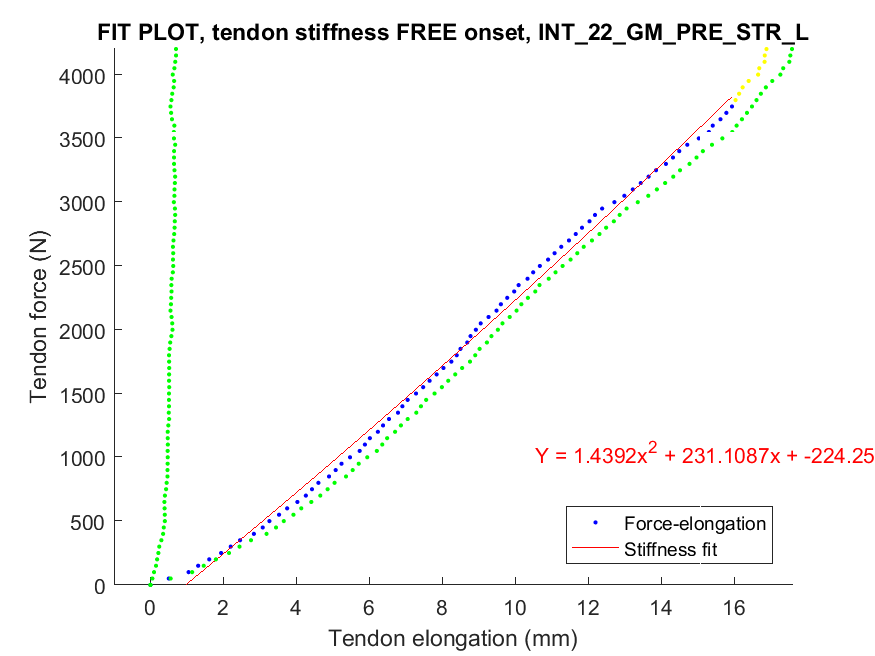 FIT PLOT, tendon stiffness FREE onset, INT_22_GM_PRE_STR_L
4000
3500
3000
2500
2000
1500
1000
500
0
Tendon force (N)
Y = 1.4392x² + 231.1087x + -224.25
Force-elongation
Stiffness fit
0 2 4 6 8 10 12 14 16
Tendon elongation (mm)